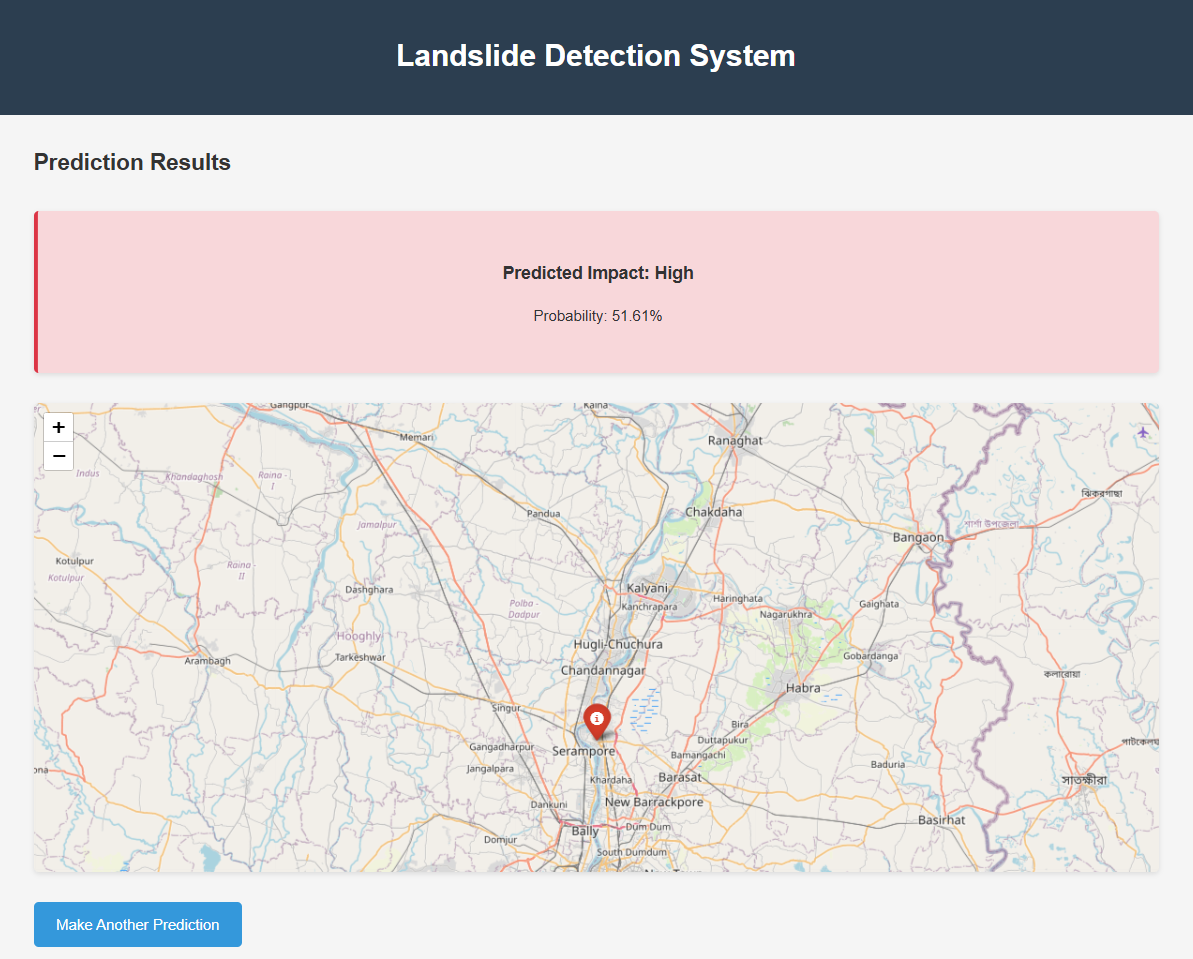 Landslide Detection System
Prediction Results
Predicted Impact: High
Probability: 51.61%
+
−
Gangpur
Kalna
Memari
Ranaghat
Indus
Khandaghosh
Raina -
I
ঝিকরগাছা
Pandua
Chakdaha
Jamalpur
শার্শা উপজেলা
Bangaon
Kotulpur
Kotulpur
Raina -
II
Dashghara
Kalyani
Kanchrapara
Haringhata
Polba -
Dadpur
Nagarukhra
Gaighata
Hooghly
Hugli-Chuchura
Tarkeshwar
Arambagh
Gobardanga
Chandannagar
কলারোয়া
Habra
Singur
Bira
Duttapukur
Gangadharpur
Serampore
Bamangachi
Jangalpara
Baduria
Khardaha
Barasat
সাতক্ষীরা
Dankuni
New Barrackpore
Basirhat
Bally
Dum Dum
Domjur
South Dumdum
Make Another Prediction